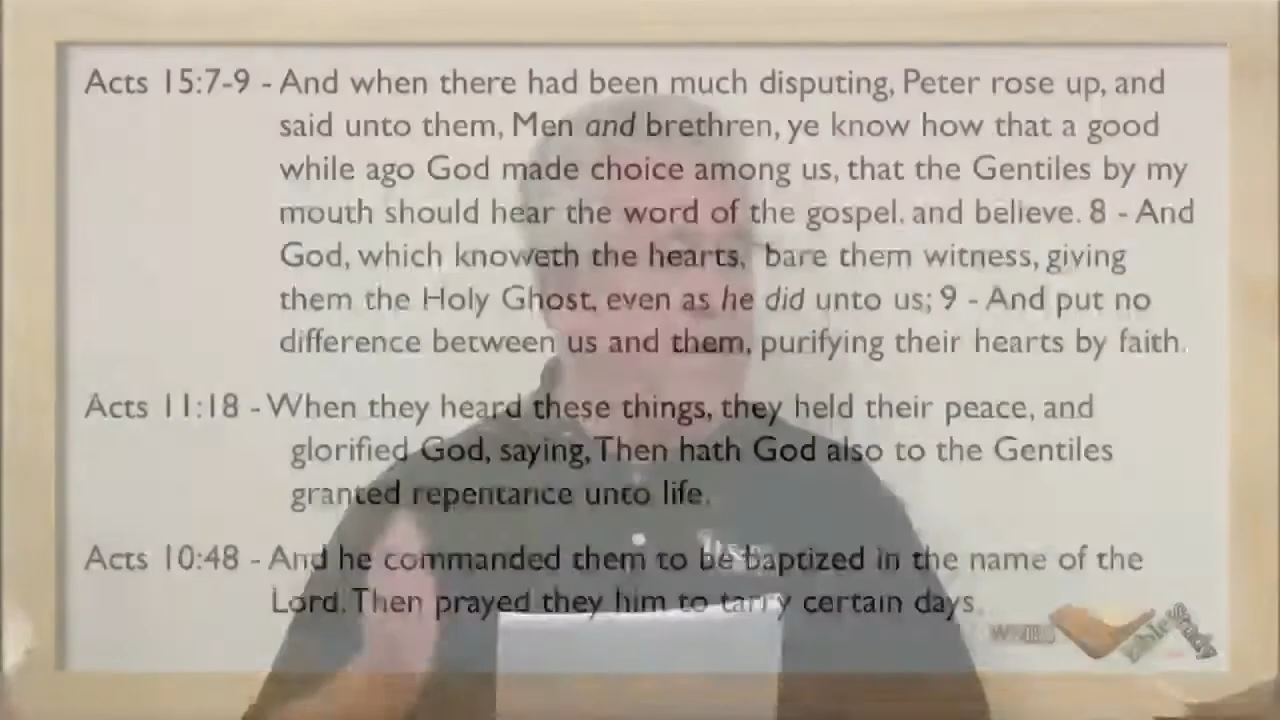 Acts 15:7-9 - And when there had been much disputing, Peter rose up, and
said unto them, Men and brethren, ye know how that a good
while ago God made choice among us, that the Gentiles by my
mouth should hear the word of the gospel. and believe. 8 - And
God, which knoweth the hearts, bare them witness, giving
them the Holy Ghost, even as he did unto us; 9 - And put no
difference between us and them, purifying their hearts by faith.
Acts 11:18 - When they heard these things, they held their peace, and
glorified God, saying, Then hath God also to the Gentiles
granted repentance unto life.
Acts 10:48 - And he commanded them to be baptized in the name of the
Lord. Then prayed they him to tarry certain days.
Bible Study